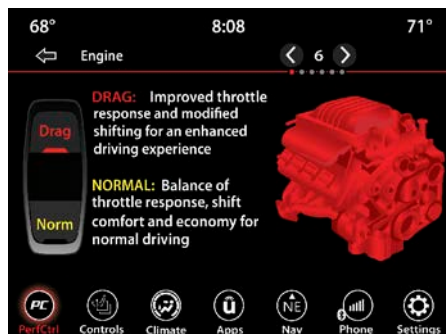 68°
8:08
71°
Engine
6
DRAG: Improved throttle
response and modified
shifting for an enhanced
driving experience
Drag
NORMAL: Balance of
throttle response, shift
comfort and economy for
normal driving
Norm
PC
PerfCtrl
Controls
Climate
û
Apps
NE
Nav
Phone
Settings